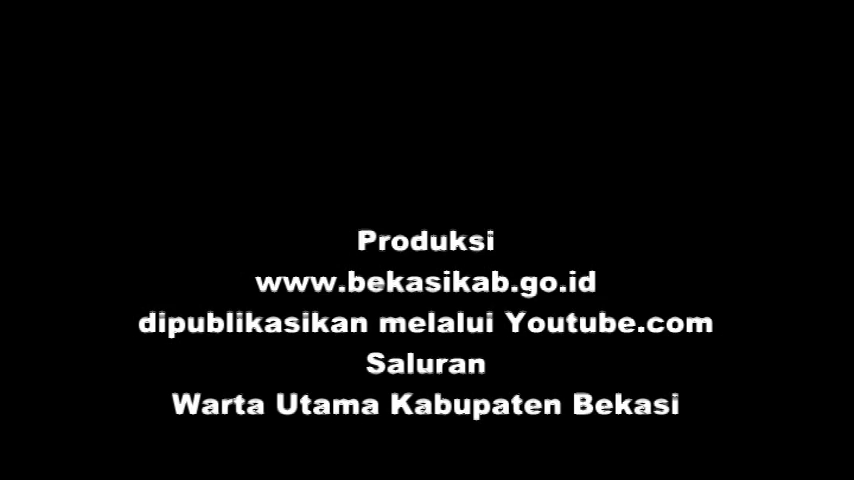 Produksi
www.bekasikab.go.id
dipublikasikan melalui Youtube.com
Saluran
Warta Utama Kabupaten Bekasi